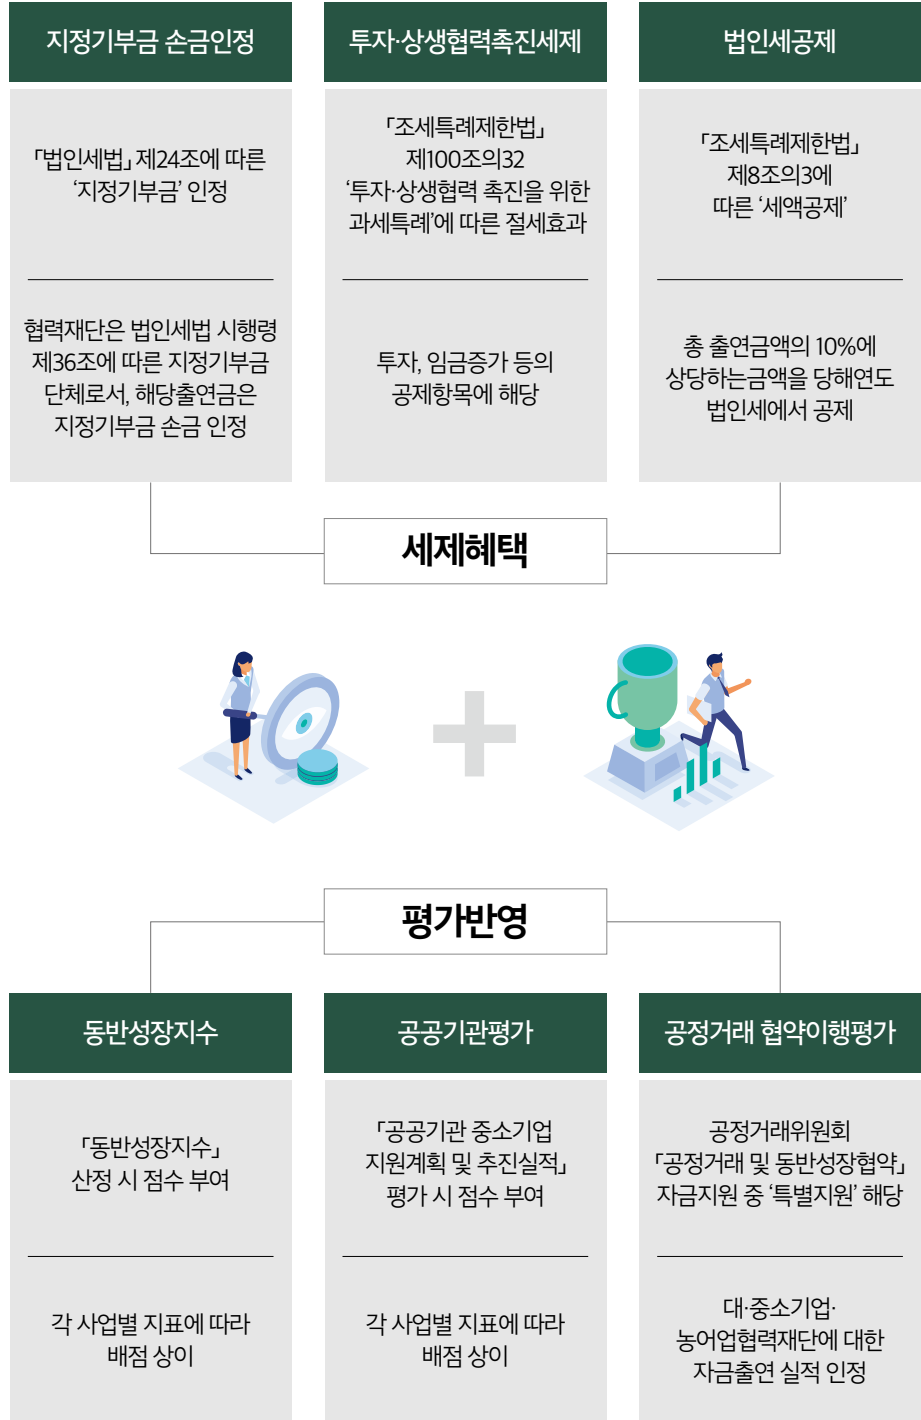 지정기부금 손금인정
「법인세법」 제24조에 따른
‘지정기부금’ 인정
협력재단은 법인세법 시행령
제36조에 따른 지정기부금
단체로서, 해당출연금은
지정기부금 손금 인정
투자·상생협력촉진세제
「조세특례제한법」
제100조의32
‘투자·상생협력 촉진을 위한
과세특례’에 따른 절세효과
투자, 임금증가 등의
공제항목에 해당
법인세공제
「조세특례제한법」
제8조의3에
따른 ‘세액공제’
총 출연금액의 10%에
상당하는금액을 당해연도
법인세에서 공제
세제혜택
평가반영
동반성장지수
「동반성장지수」
산정 시 점수 부여
각 사업별 지표에 따라
배점 상이
공공기관평가
「공공기관 중소기업
지원계획 및 추진실적」
평가 시 점수 부여
각 사업별 지표에 따라
배점 상이
공정거래 협약이행평가
공정거래위원회
「공정거래 및 동반성장협약」
자금지원 중 ‘특별지원’ 해당
대·중소기업·
농어업협력재단에 대한
자금출연 실적 인정